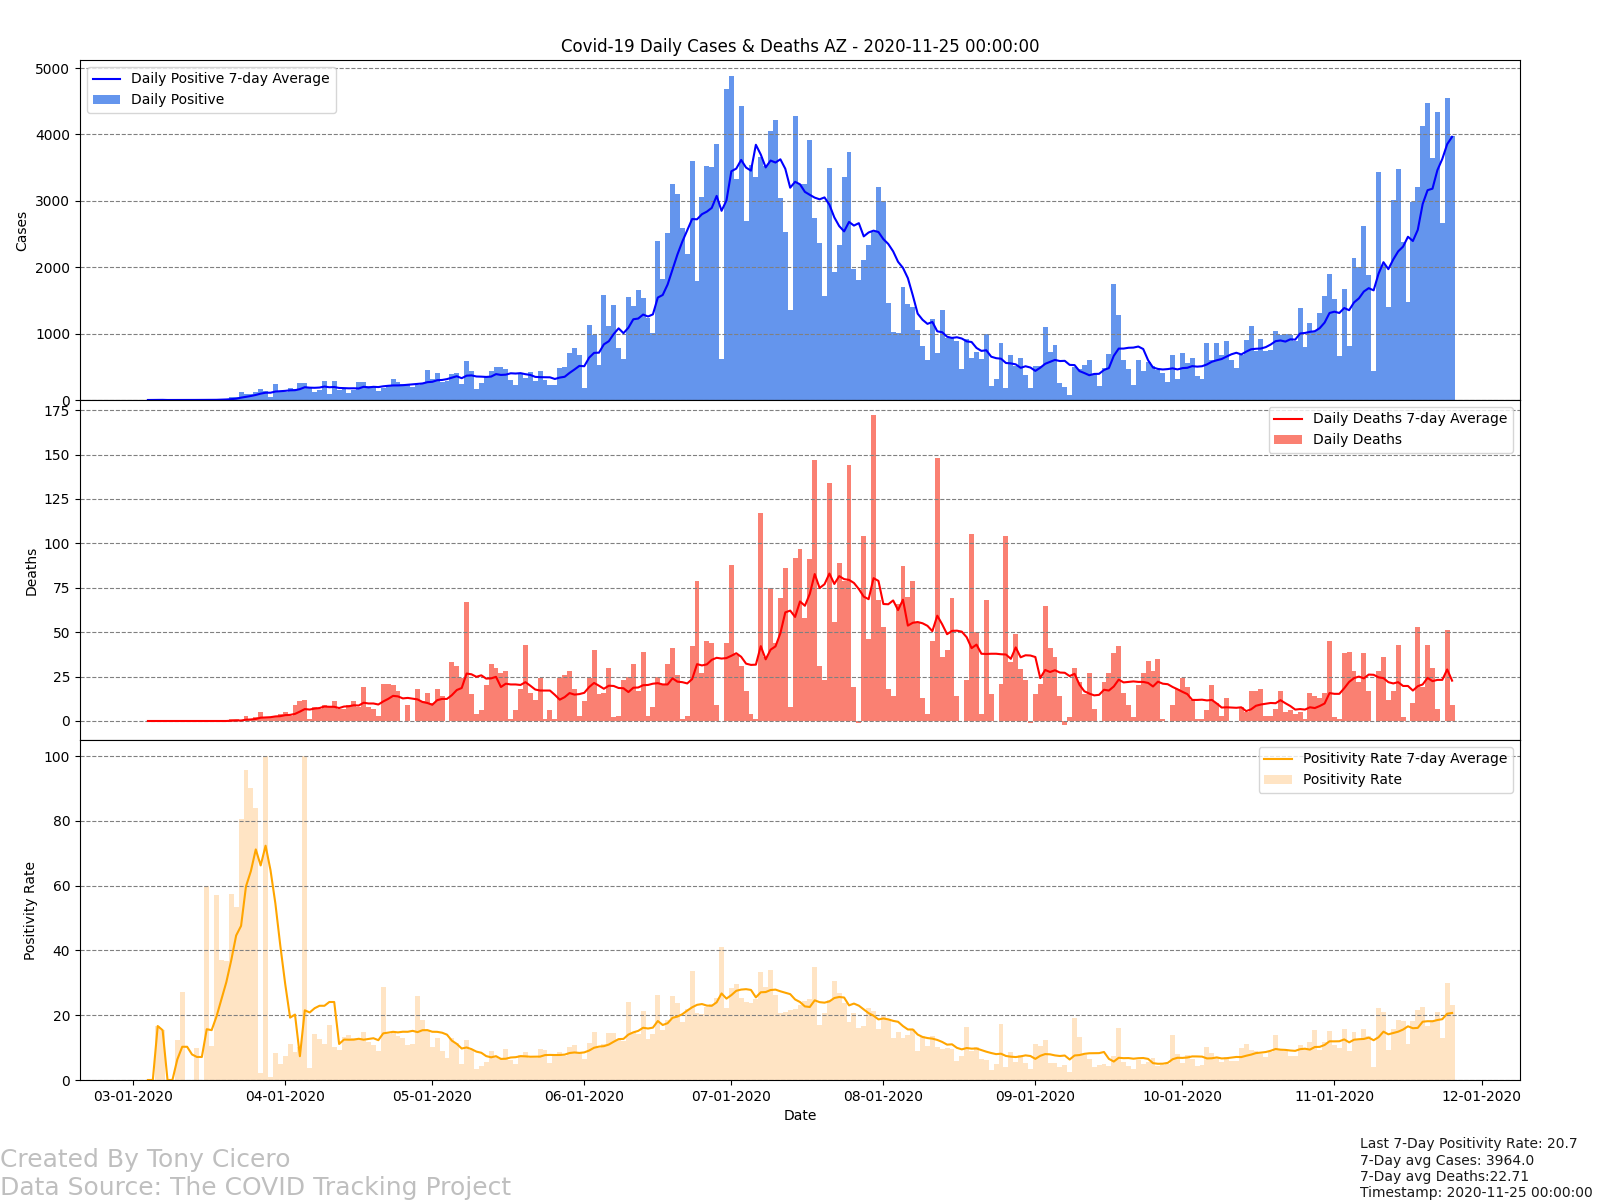 Covid-19 Daily Cases & Deaths AZ - 2020-11-25 00:00:00
5000
4000
3000
2000
1000
0
Cases
Daily Positive 7-day Average
Daily Positive
175
150
125
100
75
50
25
0
Deaths
Daily Deaths 7-day Average
Daily Deaths
100
80
60
40
20
0
Positivity Rate
Positivity Rate 7-day Average
Positivity Rate
03-01-2020 04-01-2020 05-01-2020 06-01-2020 07-01-2020 08-01-2020 09-01-2020 10-01-2020 11-01-2020 12-01-2020
Date
Created By Tony Cicero
Data Source: The COVID Tracking Project
Last 7-Day Positivity Rate: 20.7
7-Day avg Cases: 3964.0
7-Day avg Deaths:22.71
Timestamp: 2020-11-25 00:00:00